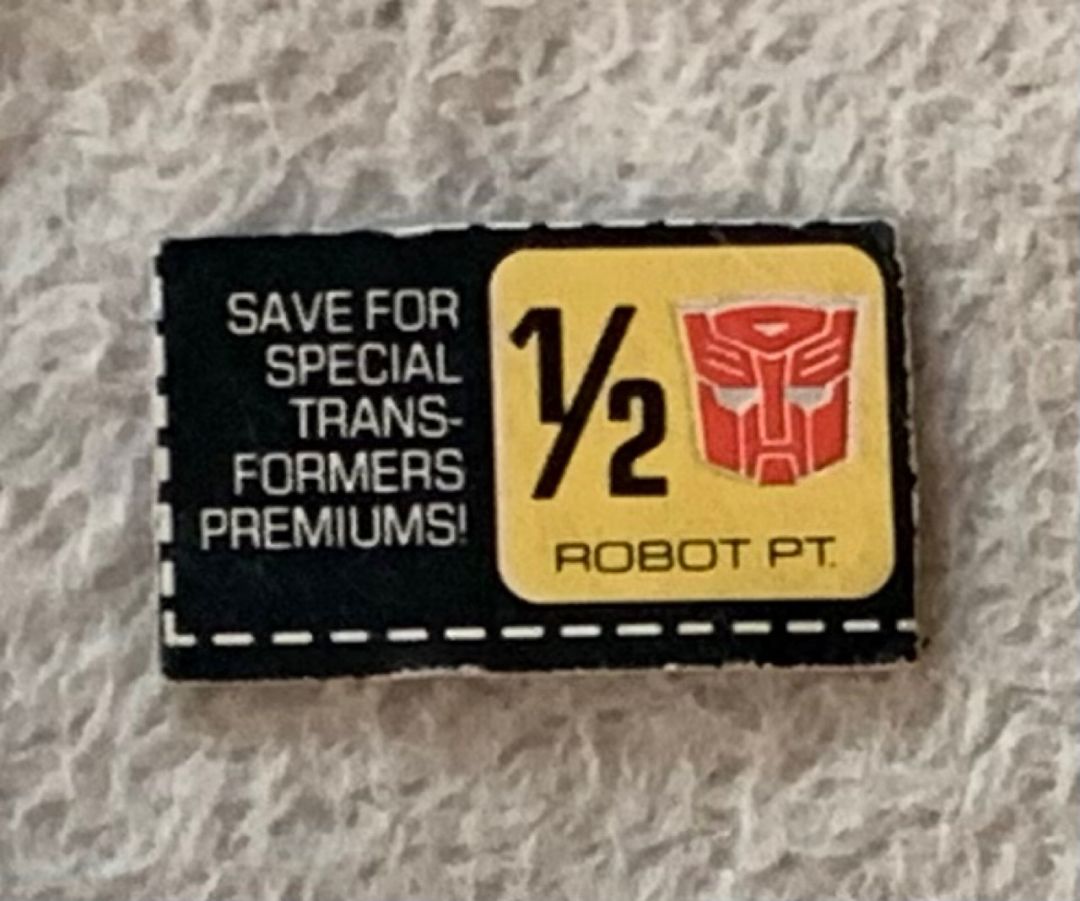 SAVE FOR
SPECIAL
TRANS-
FORMERS
PREMIUMS!
1/2
ROBOT PT.